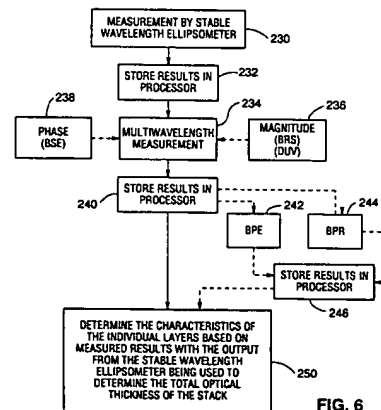 MEASUREMENT BY STABLE
WAVELENGTH ELLIPSOMETER
230
STORE RESULTS IN
PROCESSOR
232
238
234
236
PHASE
(BSE)
MULTIWAVELENGTH
MEASUREMENT
MAGNITUDE
(BRS)
(DUV)
240
STORE RESULTS IN
PROCESSOR
242
244
BPE
BPR
STORE RESULTS IN
PROCESSOR
246
DETERMINE THE CHARACTERISTICS OF
THE INDIVIDUAL LAYERS BASED ON
MEASURED RESULTS WITH THE OUTPUT
FROM THE STABLE WAVELENGTH
ELLIPSOMETER BEING USED TO
DETERMINE THE TOTAL OPTICAL
THICKNESS OF THE STACK
250
FIG. 6